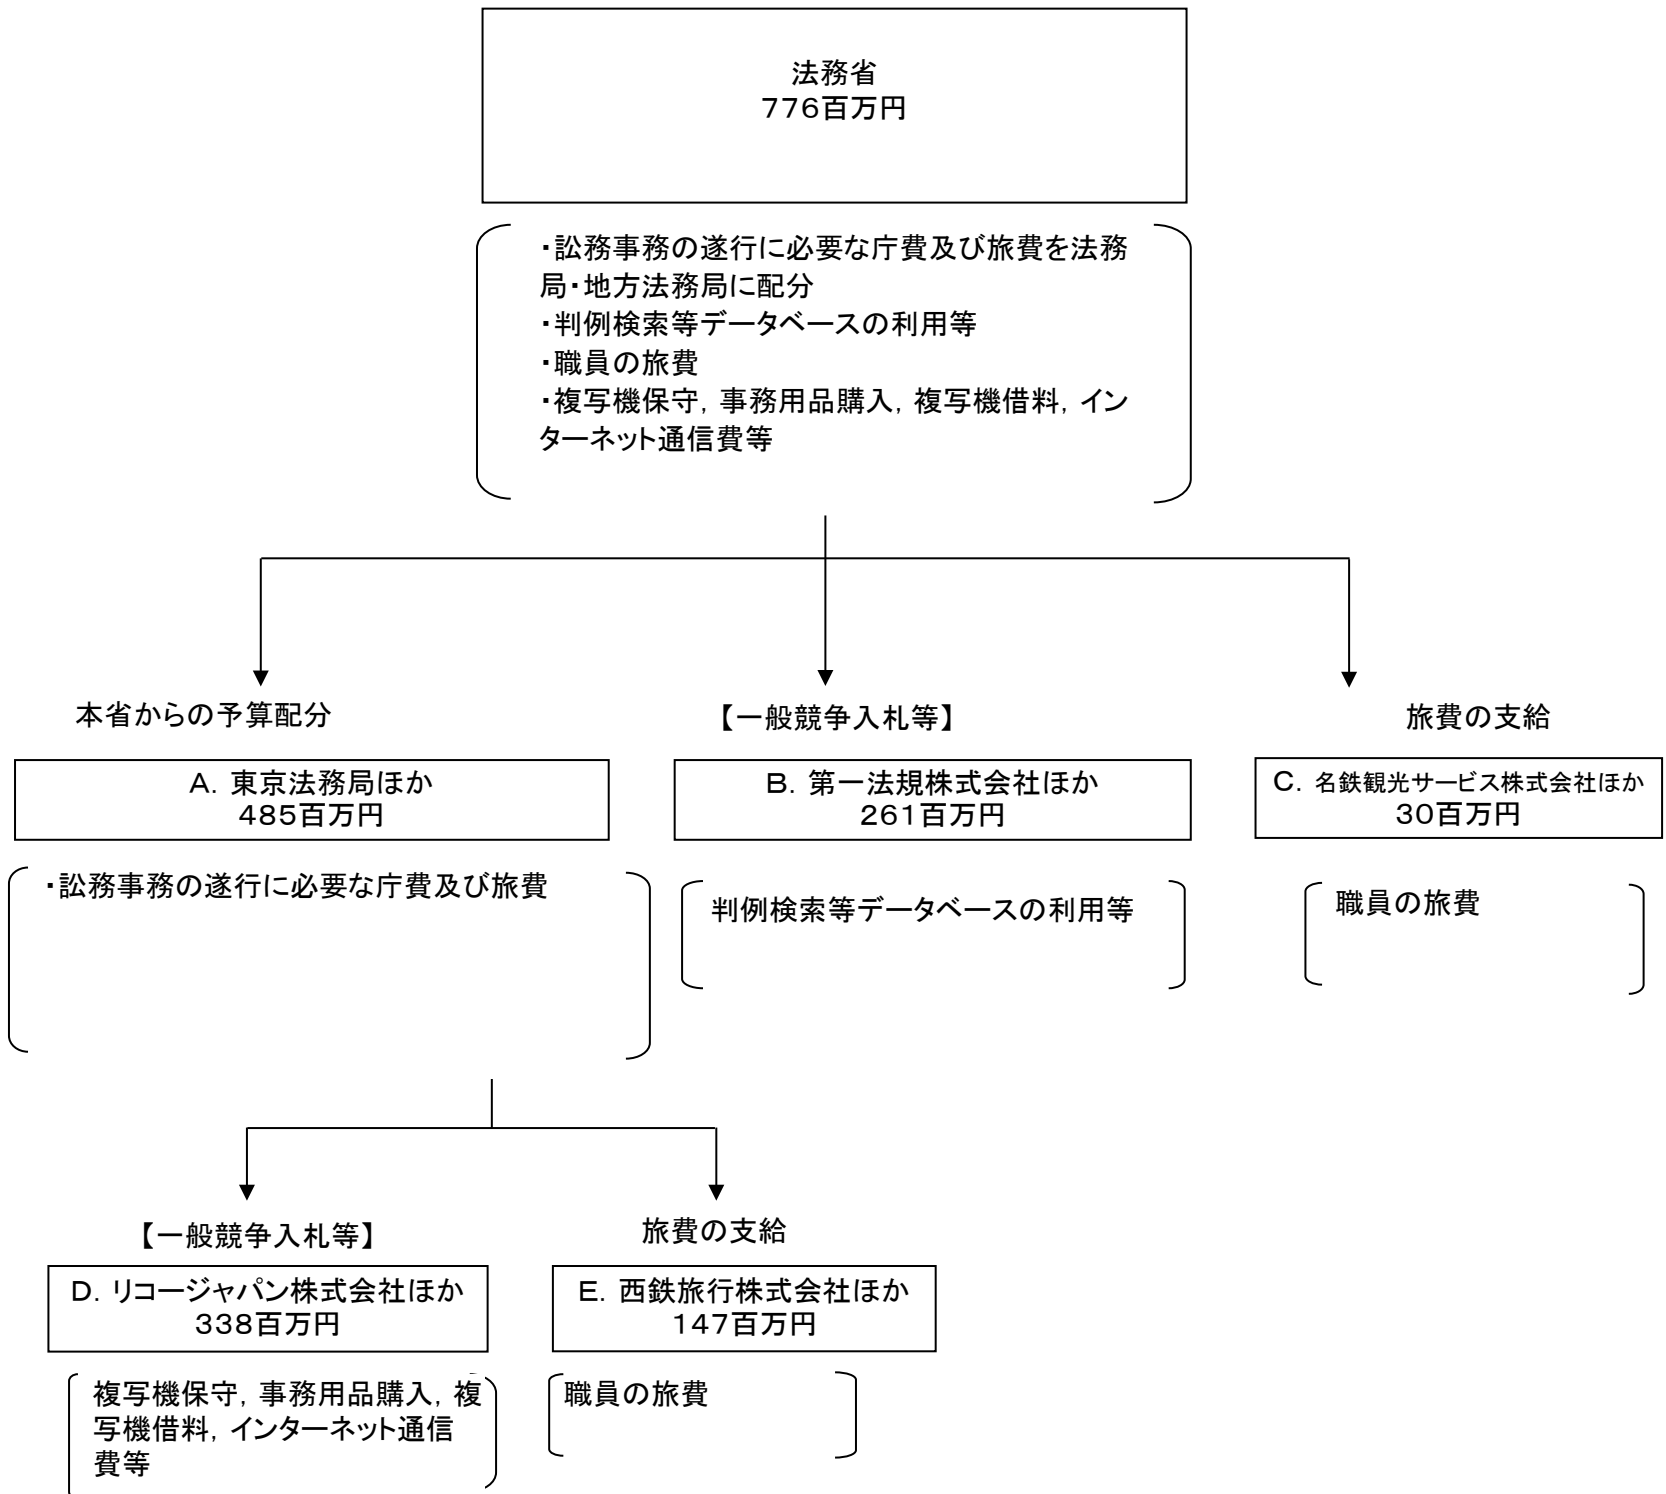 法務省
776百万円
・訟務事務の遂行に必要な庁費及び旅費を法務
局・地方法務局に配分
・判例検索等データベースの利用等
・職員の旅費
・複写機保守，事務用品購入，複写機借料，イン
ターネット通信費等
本省からの予算配分
【一般競争入札等】
旅費の支給
A．東京法務局ほか
485百万円
B．第一法規株式会社ほか
261百万円
C．名鉄観光サービス株式会社ほか
30百万円
・訟務事務の遂行に必要な庁費及び旅費
判例検索等データベースの利用等
職員の旅費
【一般競争入札等】
旅費の支給
D．リコージャパン株式会社ほか
338百万円
E．西鉄旅行株式会社ほか
147百万円
複写機保守，事務用品購入，複
写機借料，インターネット通信
費等
職員の旅費